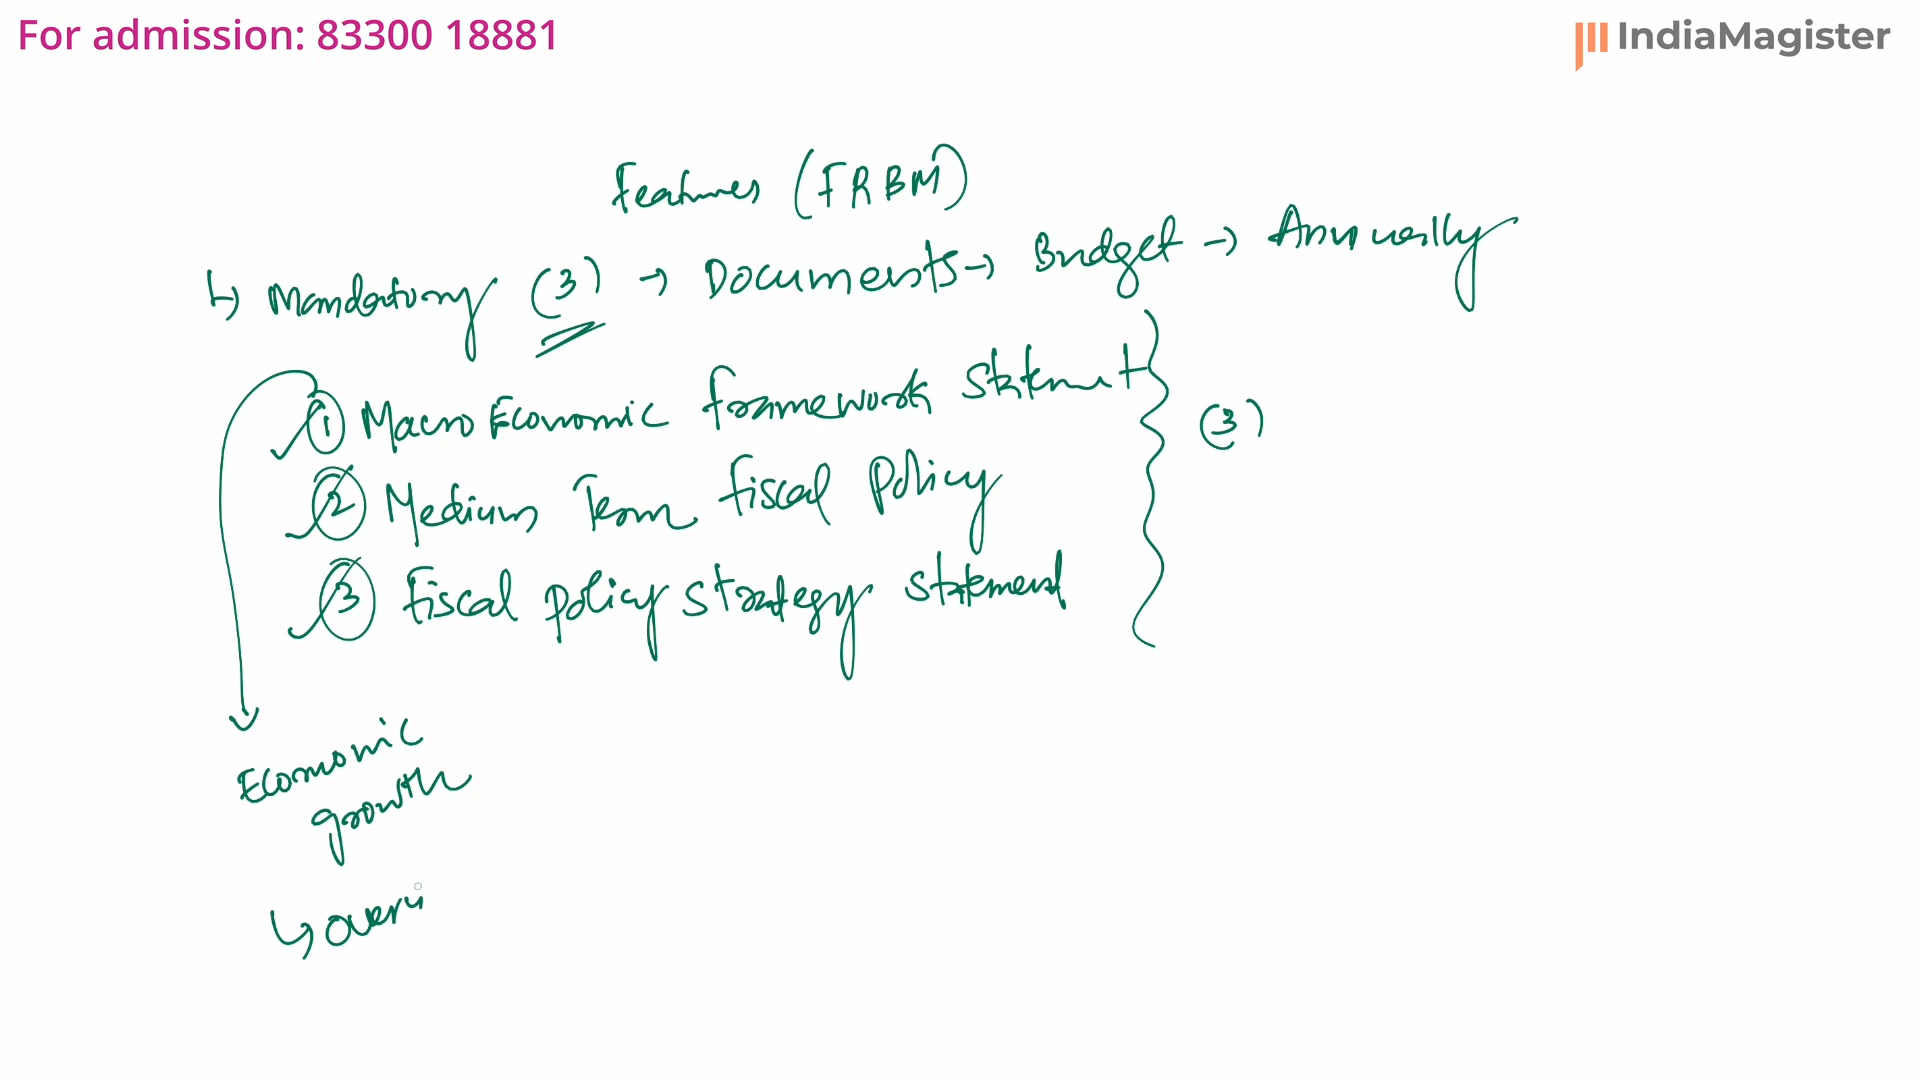 For admission: 83300 18881
IndiaMagister
Features (FRBM)
↳ Mandatory (3) → Documents → Budget → Annually
① Macro Economic framework statement
② Medium Term fiscal policy
③ fiscal policy strategy statement
(3)
Economic
growth
↳